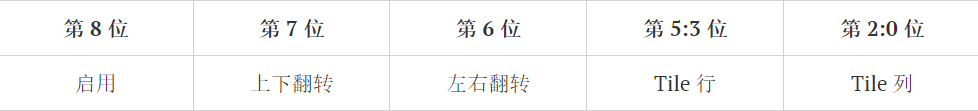 第 8 位 第 7 位 第 6 位 第 5:3 位 第 2:0 位
启用 上下翻转 左右翻转 Tile 行 Tile 列